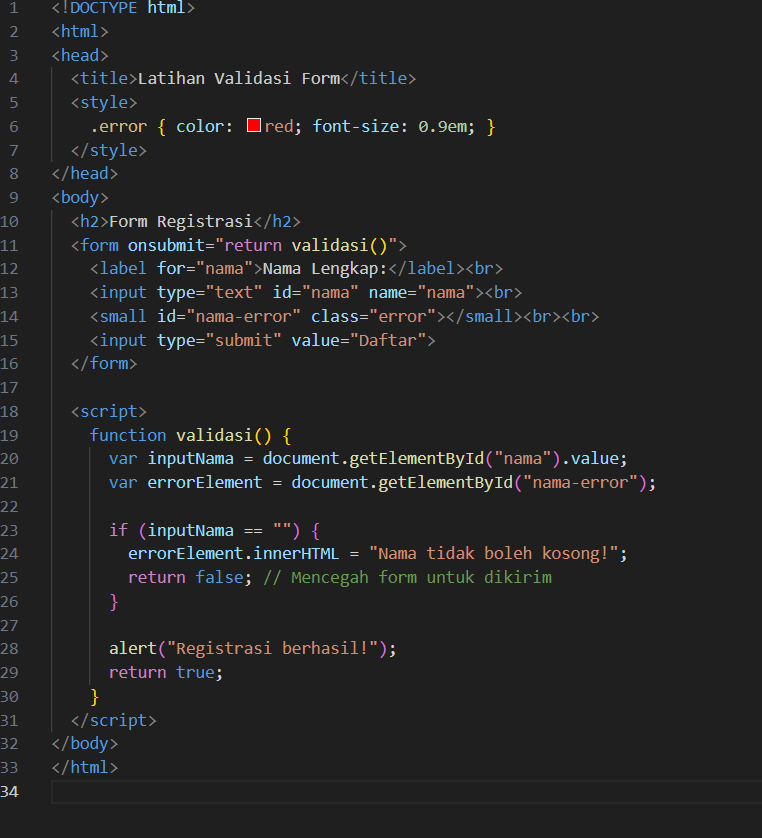 1 <!DOCTYPE html>
2 <html>
3 <head>
4   <title>Latihan Validasi Form</title>
5   <style>
6     .error { color: red; font-size: 0.9em; }
7   </style>
8 </head>
9 <body>
10   <h2>Form Registrasi</h2>
11   <form onsubmit="return validasi()">
12     <label for="nama">Nama Lengkap:</label><br>
13     <input type="text" id="nama" name="nama"><br>
14     <small id="nama-error" class="error"></small><br><br>
15     <input type="submit" value="Daftar">
16   </form>
17
18   <script>
19     function validasi() {
20       var inputNama = document.getElementById("nama").value;
21       var errorElement = document.getElementById("nama-error");
22
23       if (inputNama == "") {
24         errorElement.innerHTML = "Nama tidak boleh kosong!";
25         return false; // Mencegah form untuk dikirim
26       }
27
28       alert("Registrasi berhasil!");
29       return true;
30     }
31   </script>
32 </body>
33 </html>
34